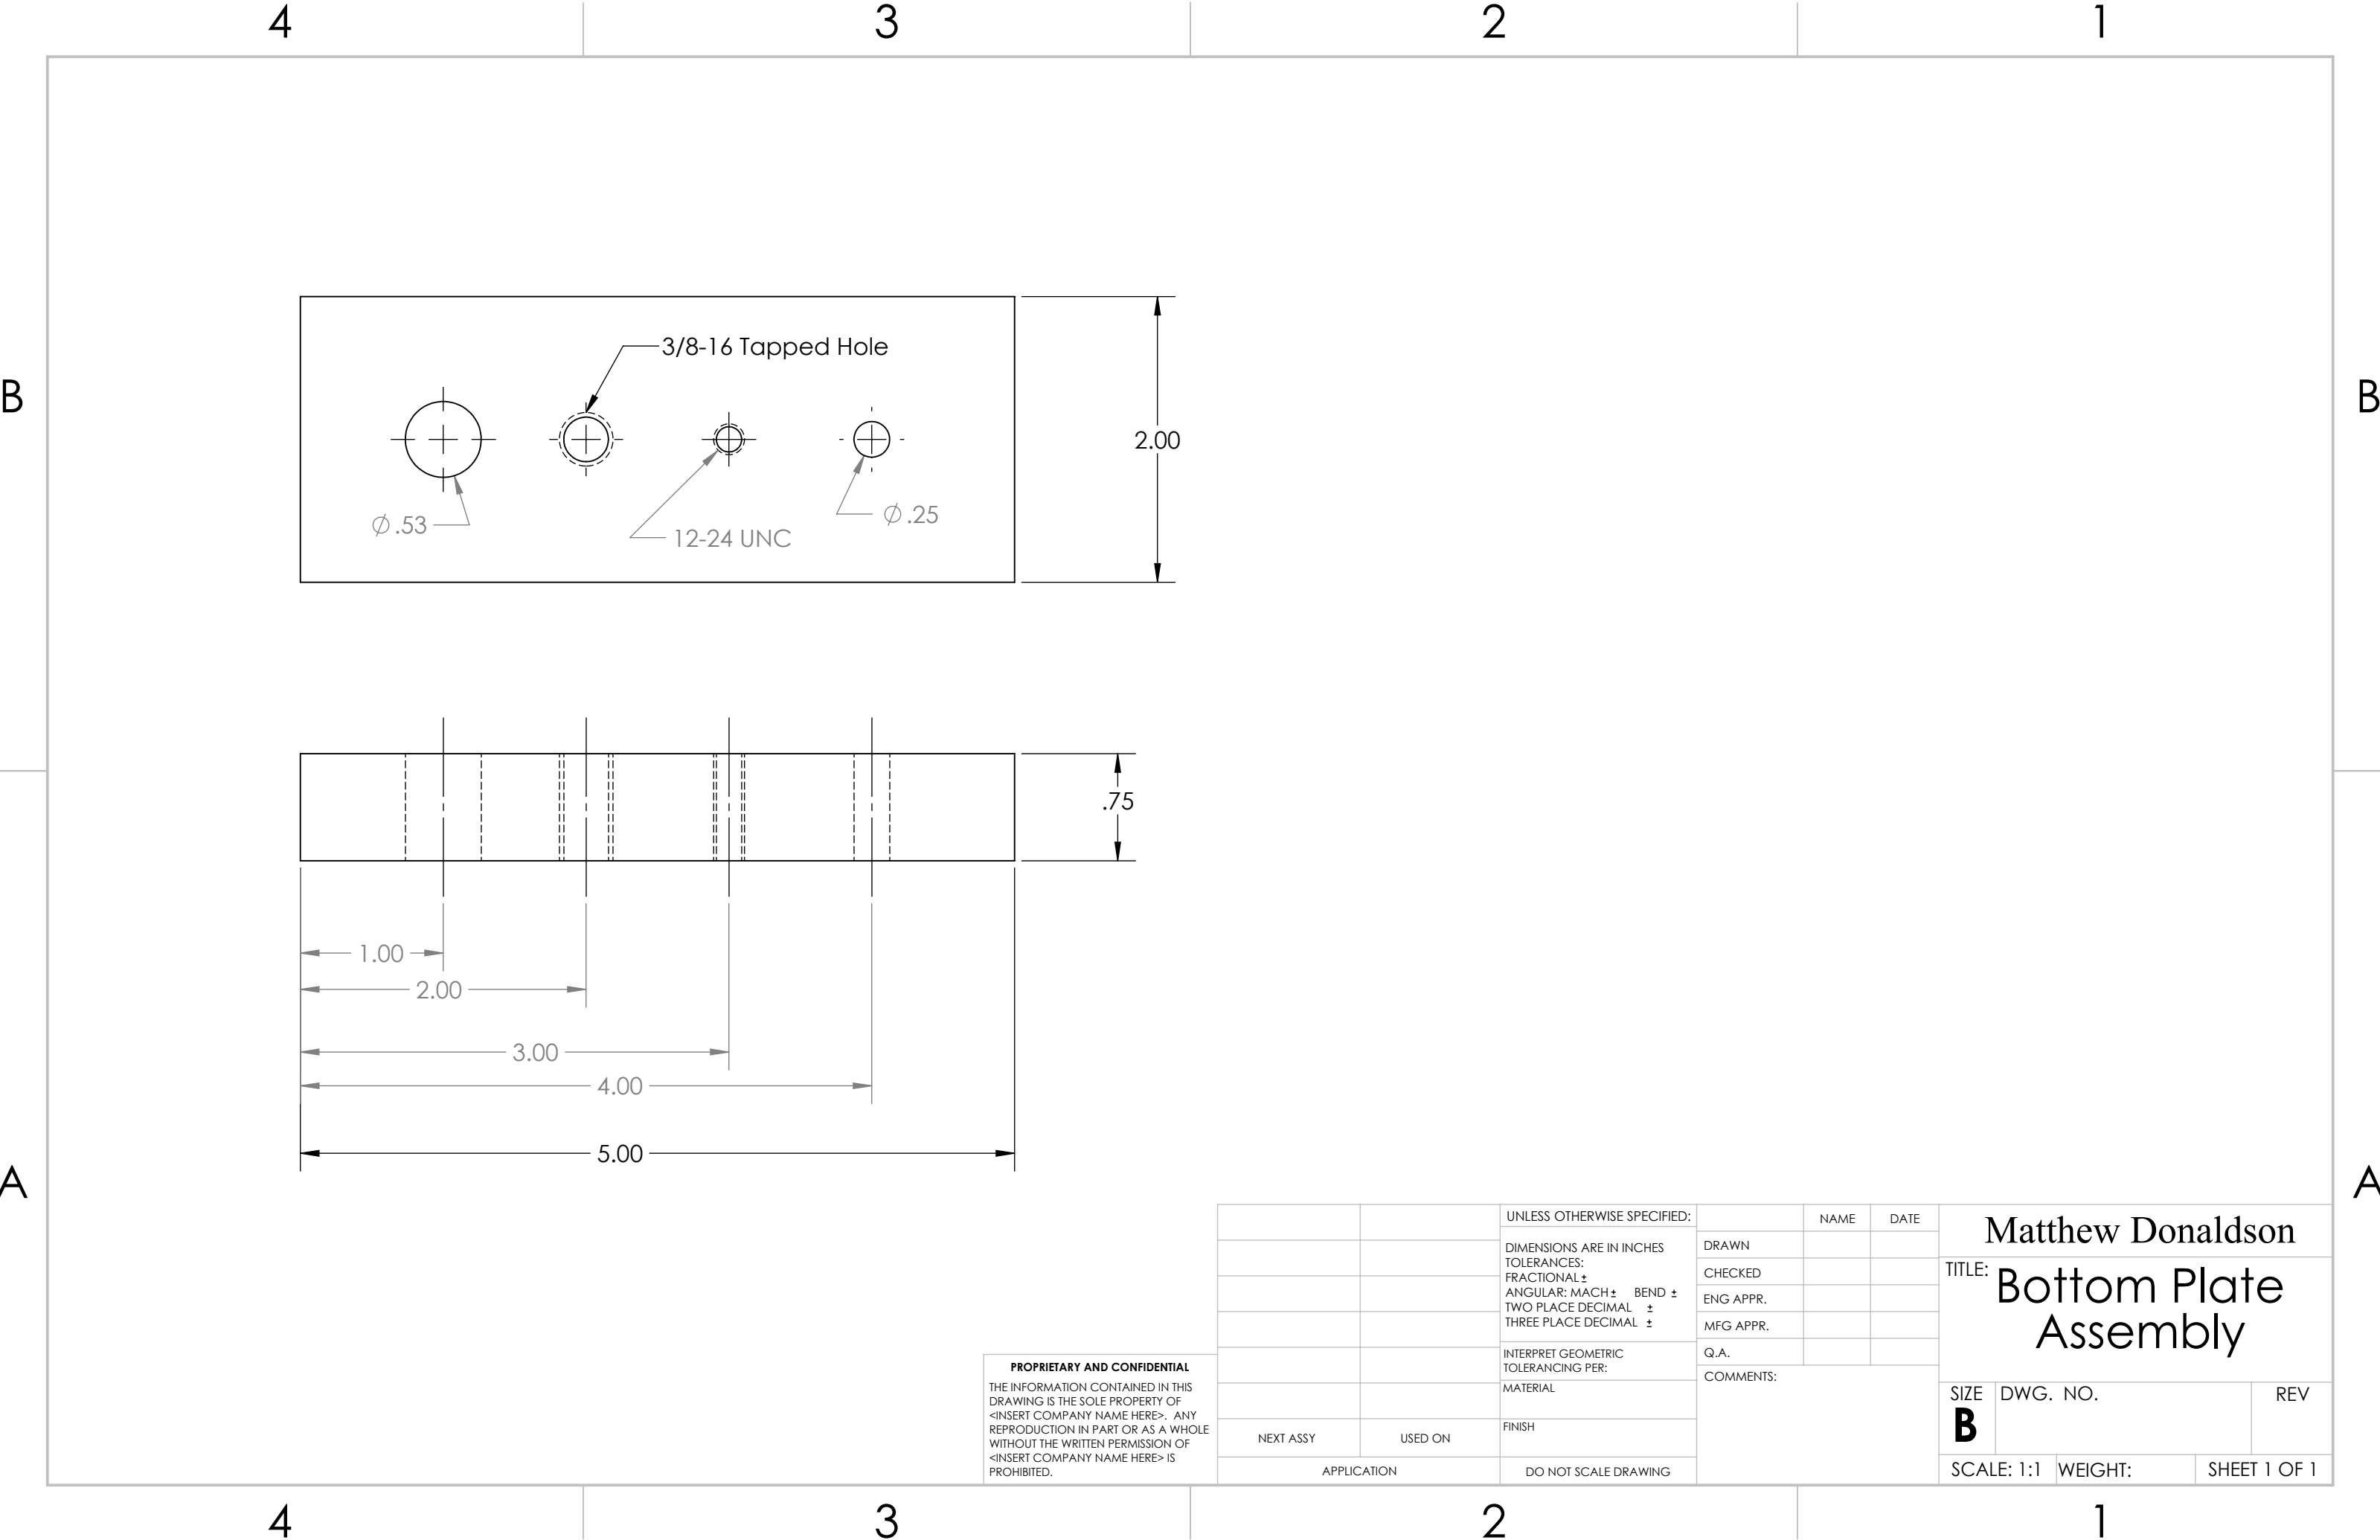 4 3 2 1
B B
3/8-16 Tapped Hole
2.00
∅ .53
12-24 UNC
∅ .25
.75
1.00
2.00
3.00
4.00
5.00
A A
UNLESS OTHERWISE SPECIFIED:
DIMENSIONS ARE IN INCHES
TOLERANCES:
FRACTIONAL ±
ANGULAR: MACH ± BEND ±
TWO PLACE DECIMAL ±
THREE PLACE DECIMAL ±
INTERPRET GEOMETRIC
TOLERANCING PER:
MATERIAL
FINISH
DO NOT SCALE DRAWING
NAME DATE
DRAWN
CHECKED
ENG APPR.
MFG APPR.
Q.A.
COMMENTS:
Matthew Donaldson
TITLE:
Bottom Plate
Assembly
SIZE DWG. NO. REV
B
SCALE: 1:1 WEIGHT: SHEET 1 OF 1
PROPRIETARY AND CONFIDENTIAL
THE INFORMATION CONTAINED IN THIS
DRAWING IS THE SOLE PROPERTY OF
<INSERT COMPANY NAME HERE>. ANY
REPRODUCTION IN PART OR AS A WHOLE
WITHOUT THE WRITTEN PERMISSION OF
<INSERT COMPANY NAME HERE> IS
PROHIBITED.
NEXT ASSY USED ON
APPLICATION
4 3 2 1